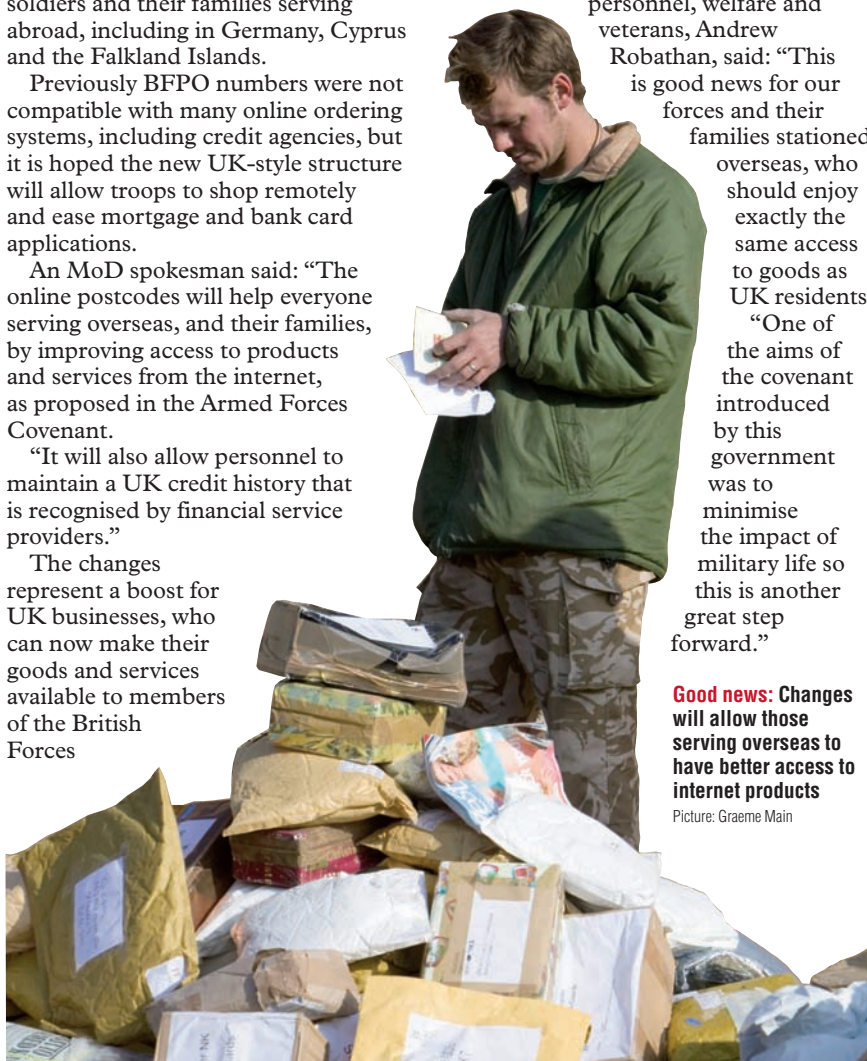 soldiers and their families serving
abroad, including in Germany, Cyprus
and the Falkland Islands.
Previously BFPO numbers were not
compatible with many online ordering
systems, including credit agencies, but
it is hoped the new UK-style structure
will allow troops to shop remotely
and ease mortgage and bank card
applications.
An MoD spokesman said: “The
online postcodes will help everyone
serving overseas, and their families,
by improving access to products
and services from the internet,
as proposed in the Armed Forces
Covenant.
“It will also allow personnel to
maintain a UK credit history that
is recognised by financial service
providers.”
The changes
represent a boost for
UK businesses, who
can now make their
goods and services
available to members
of the British
Forces
personnel, welfare and
veterans, Andrew
Robathan, said: “This
is good news for our
forces and their
families stationed
overseas, who
should enjoy
exactly the
same access
to goods as
UK residents
“One of
the aims of
the covenant
introduced
by this
government
was to
minimise
the impact of
military life so
this is another
great step
forward.”
Good news: Changes
will allow those
serving overseas to
have better access to
internet products
Picture: Graeme Main